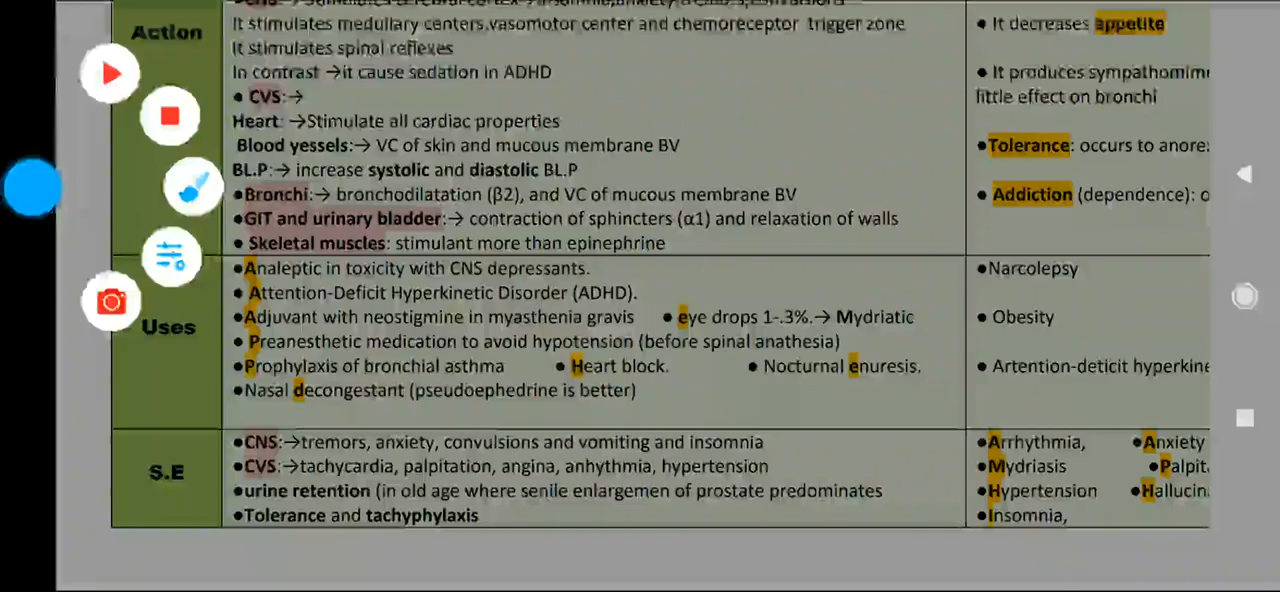 It stimulates medullary centers,vasomotor center and chemoreceptor trigger zone
It stimulates spinal reflexes
In contrast →it cause sedation in ADHD
• CVS:→
Heart: →Stimulate all cardiac properties
Blood yessels:→ VC of skin and mucous membrane BV
BL.P:→ increase systolic and diastolic BL.P
•Bronchi:→ bronchodilatation (β2), and VC of mucous membrane BV
•GIT and urinary bladder:→ contraction of sphincters (α1) and relaxation of walls
• Skeletal muscles: stimulant more than epinephrine
Action
• It decreases appetite
• It produces sympathomim
little effect on bronchi
•Tolerance: occurs to anore
• Addiction (dependence): o
Uses
•Analeptic in toxicity with CNS depressants.
• Attention-Deficit Hyperkinetic Disorder (ADHD).
•Adjuvant with neostigmine in myasthenia gravis • eye drops 1-.3%.→ Mydriatic
• Preanesthetic medication to avoid hypotension (before spinal anathesia)
•Prophylaxis of bronchial asthma • Heart block. • Nocturnal enuresis.
•Nasal decongestant (pseudoephedrine is better)
•Narcolepsy
• Obesity
• Artention-deficit hyperkine
S.E
•CNS:→tremors, anxiety, convulsions and vomiting and insomnia
•CVS:→tachycardia, palpitation, angina, anhythmia, hypertension
•urine retention (in old age where senile enlargemen of prostate predominates
•Tolerance and tachyphylaxis
•Arrhythmia, •Anxiety
•Mydriasis •Palpit
•Hypertension •Hallucin
•Insomnia,